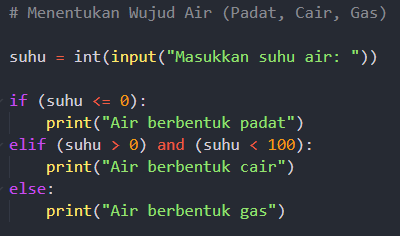 # Menentukan Wujud Air (Padat, Cair, Gas)
suhu = int(input("Masukkan suhu air: "))
if (suhu <= 0):
    print("Air berbentuk padat")
elif (suhu > 0) and (suhu < 100):
    print("Air berbentuk cair")
else:
    print("Air berbentuk gas")